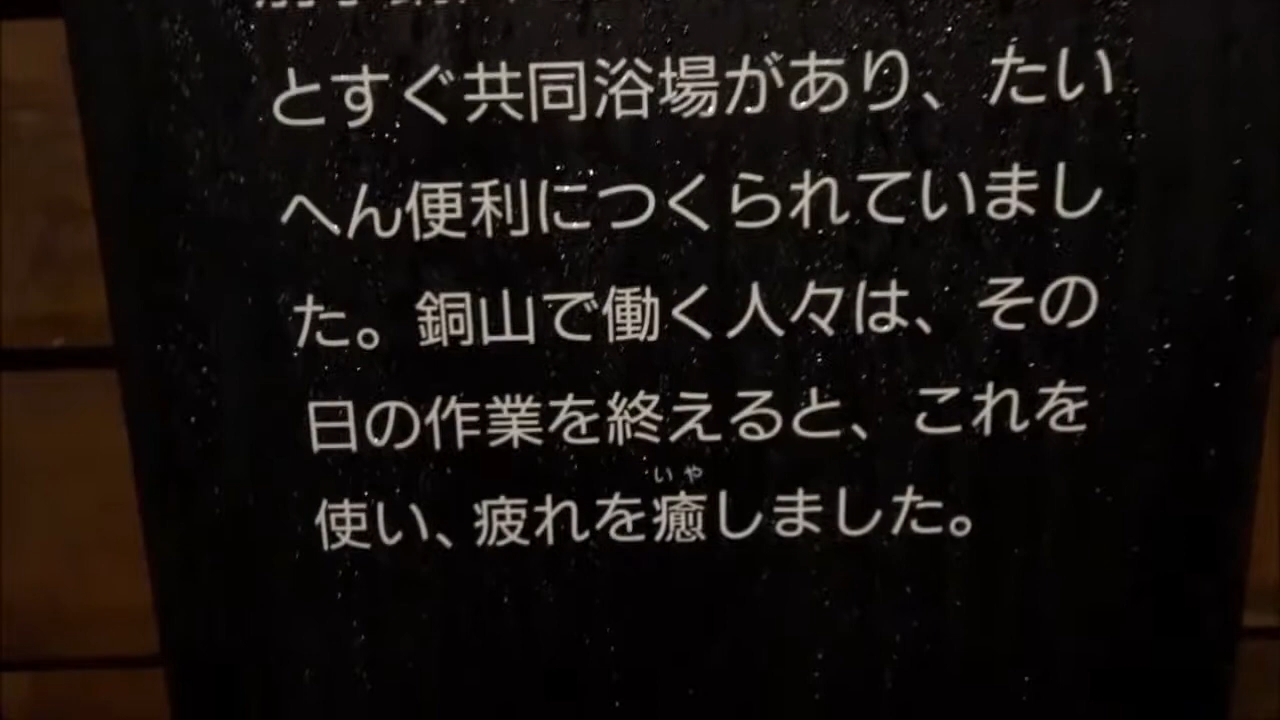 とすぐ共同浴場があり、たい
へん便利につくられていまし
た。銅山で働く人々は、その
日の作業を終えると、これを
いや
使い、疲れを癒しました。